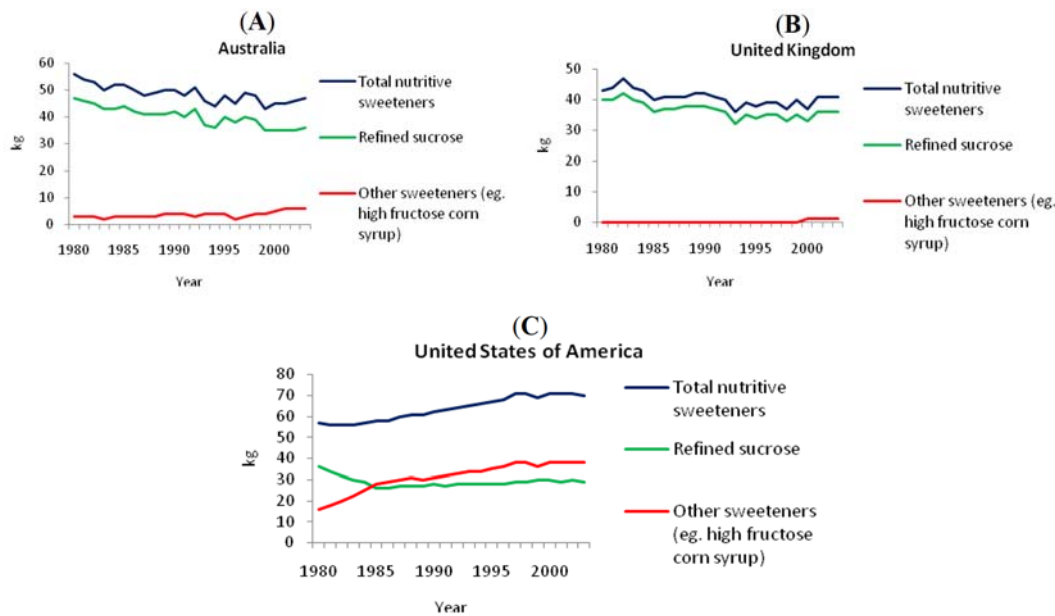 (A)
Australia
60
50
40
30
20
10
0
kg
1980 1985 1990 1995 2000
Year
Total nutritive
sweeteners
Refined sucrose
Other sweeteners (eg.
high fructose corn
syrup)
(B)
United Kingdom
50
40
30
20
10
0
kg
1980 1985 1990 1995 2000
Year
Total nutritive
sweeteners
Refined sucrose
Other sweeteners (eg.
high fructose corn
syrup)
(C)
United States of America
80
70
60
50
40
30
20
10
0
kg
1980 1985 1990 1995 2000
Year
Total nutritive
sweeteners
Refined sucrose
Other sweeteners
(eg. high fructose
corn syrup)